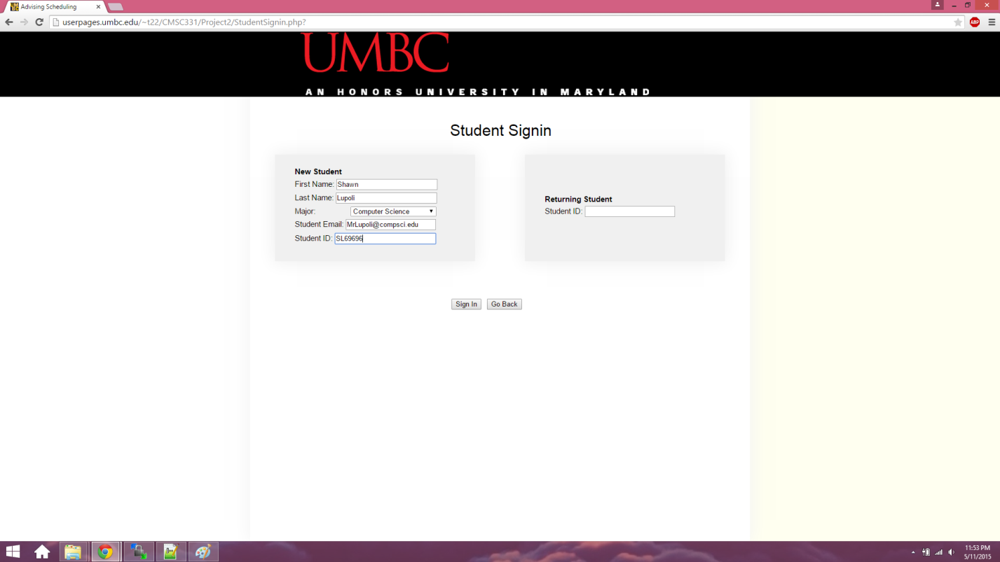 Advising Scheduling
userpages.umbc.edu/~t22/CMSC331/Project2/StudentSignin.php?
ABP
UMBC
AN HONORS UNIVERSITY IN MARYLAND
Student Signin
New Student
First Name: Shawn
Last Name: Lupoli
Major: Computer Science
Student Email: MrLupoli@compsci.edu
Student ID: SL69696
Returning Student
Student ID:
Sign In Go Back
11:53 PM
5/11/2015